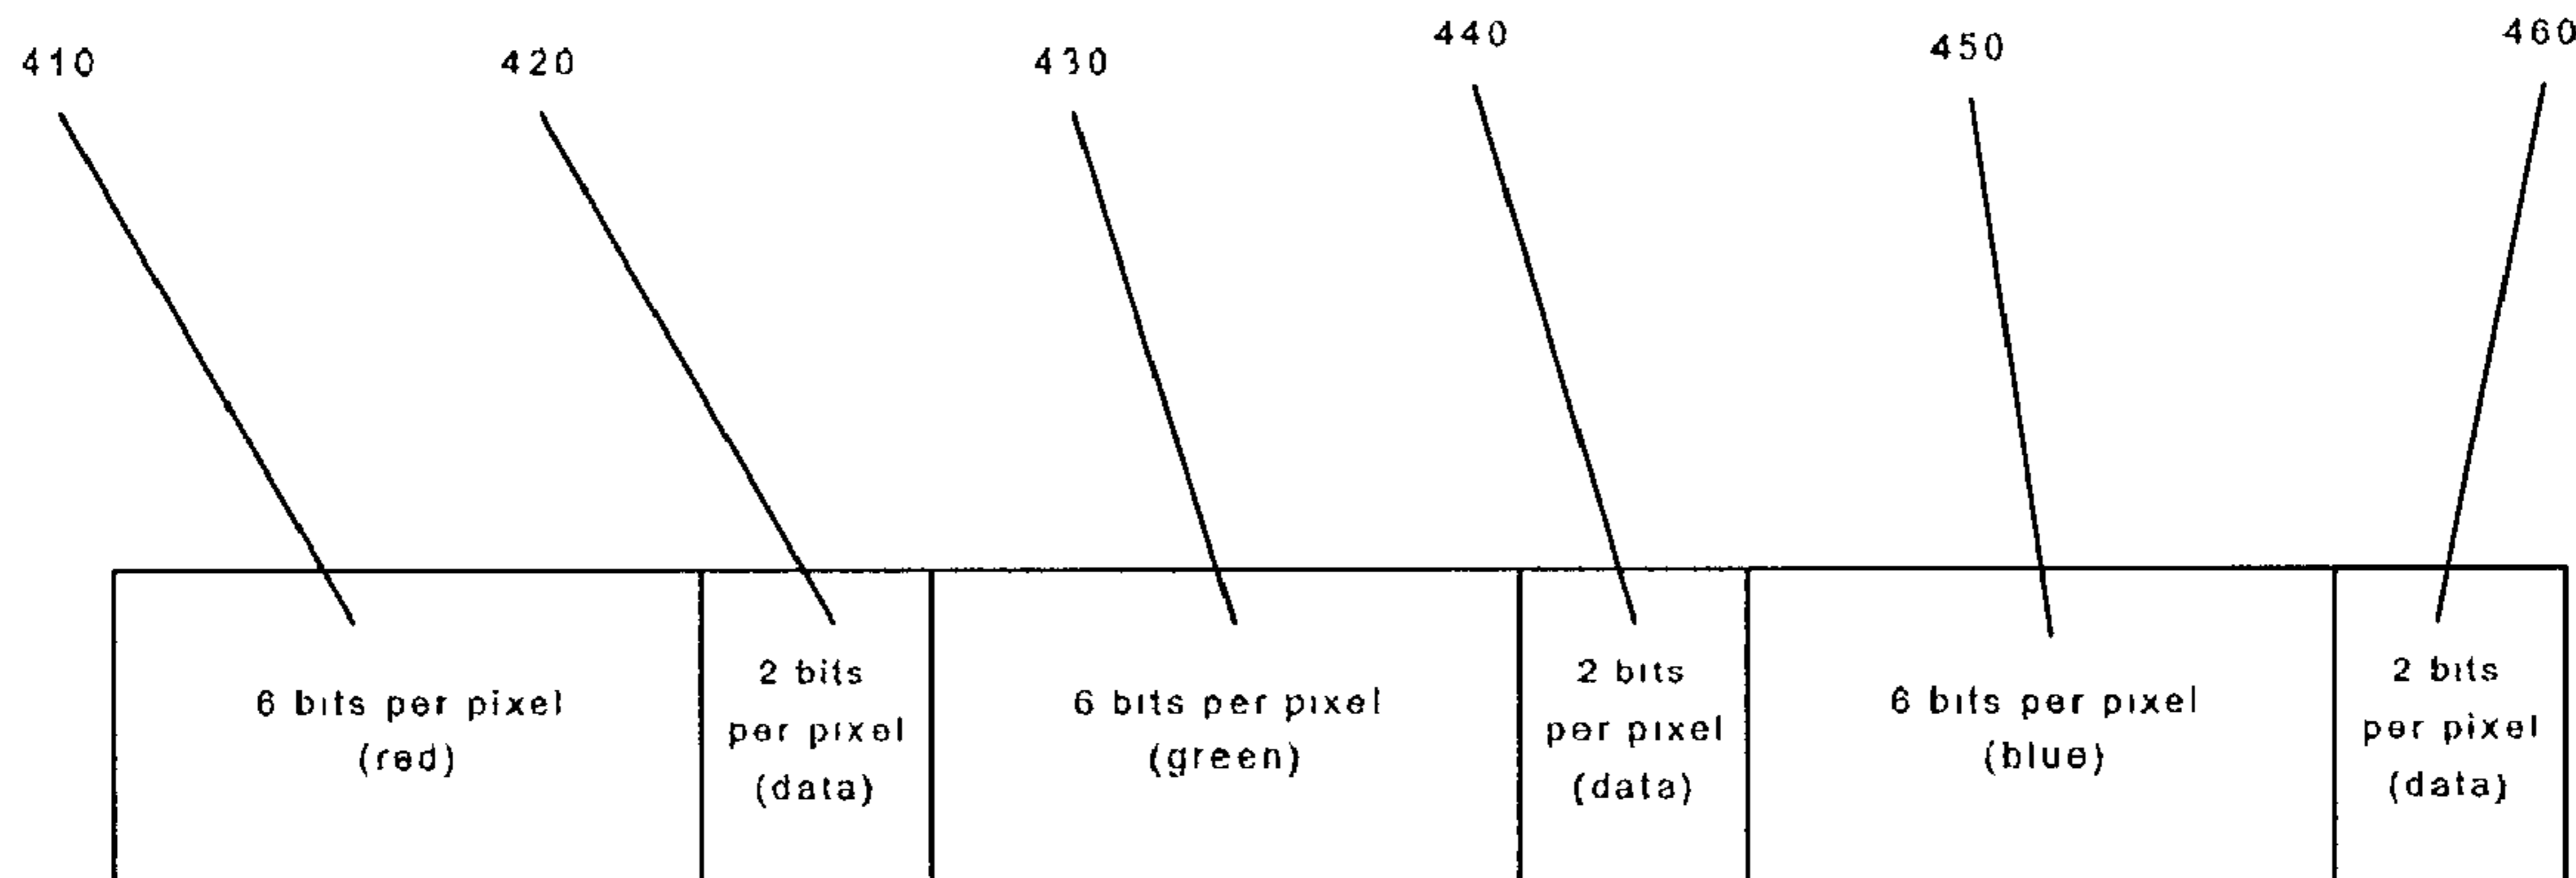 410
420
430
440
450
460
6 bits per pixel
(red)
2 bits
per pixel
(data)
6 bits per pixel
(green)
2 bits
per pixel
(data)
6 bits per pixel
(blue)
2 bits
per pixel
(data)